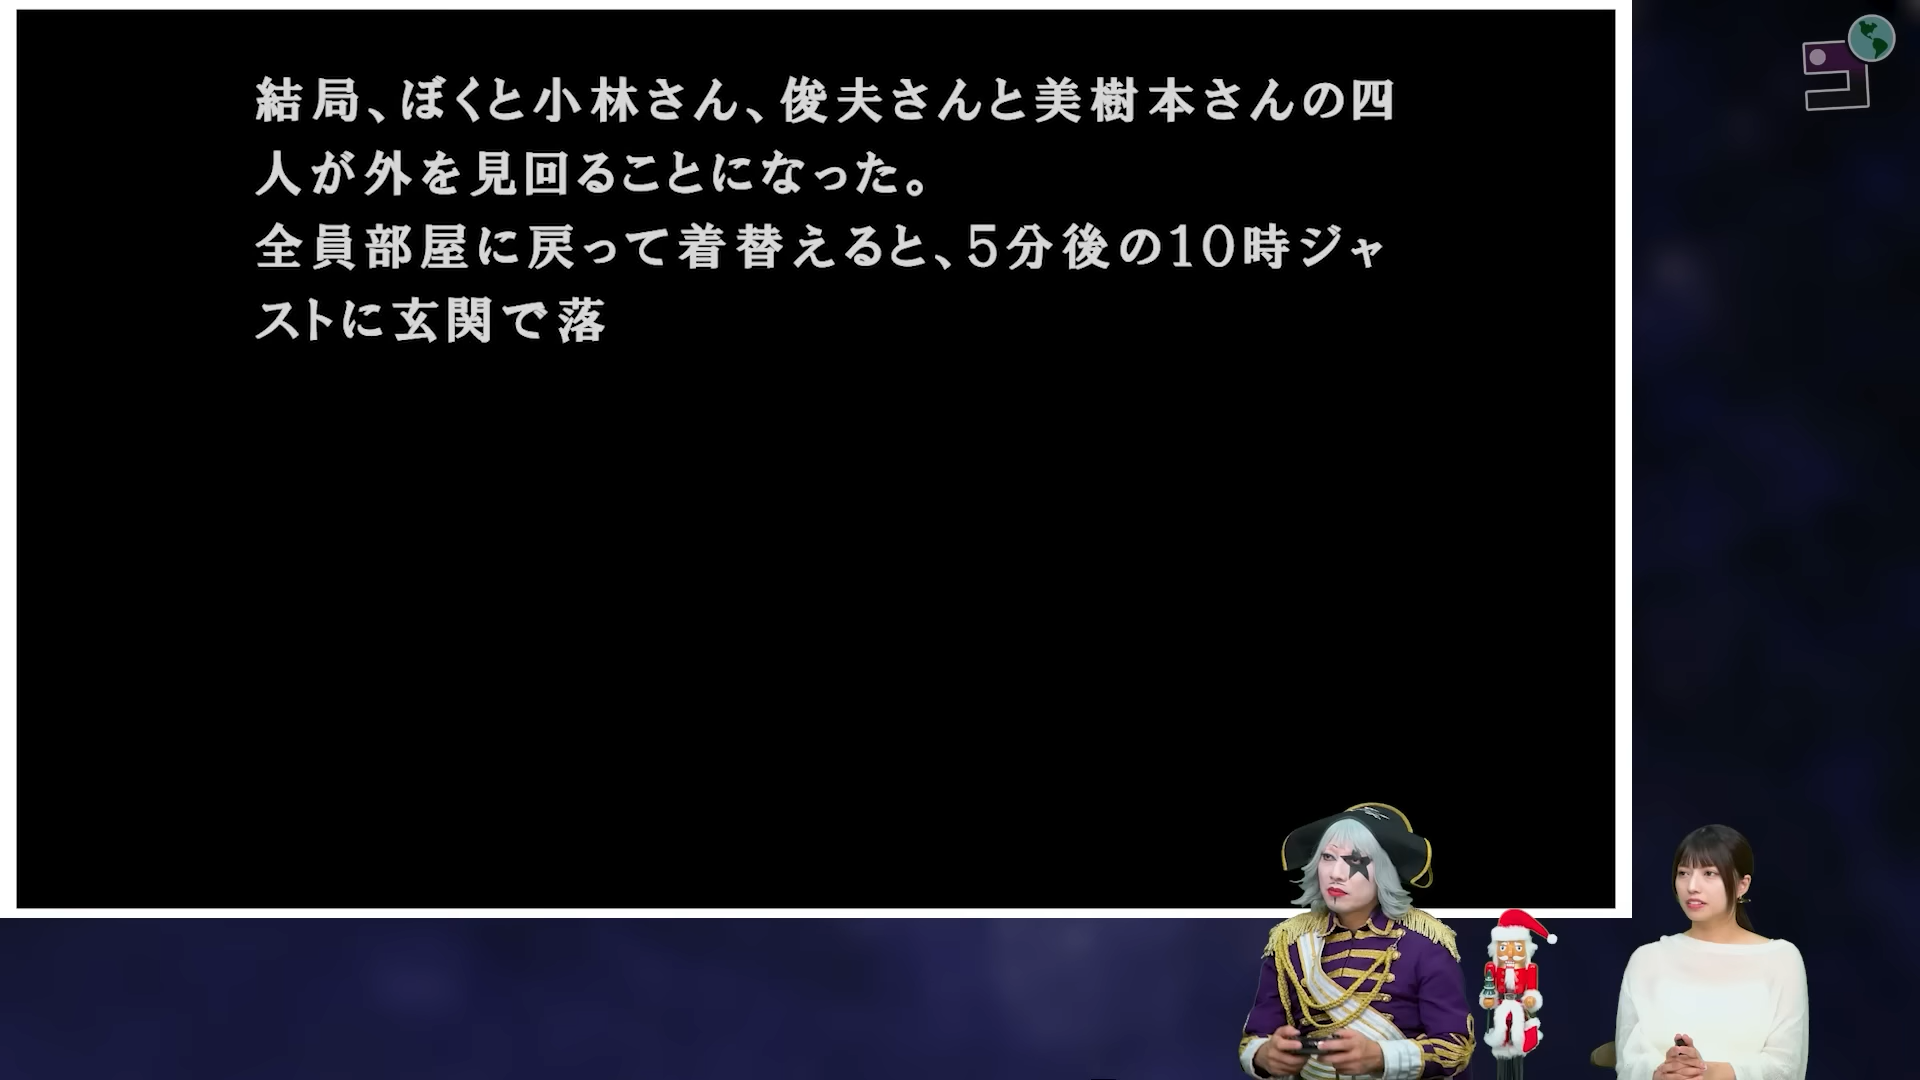 結局、ぼくと小林さん、俊夫さんと美樹本さんの四
人が外を見回ることになった。
全員部屋に戻って着替えると、5分後の10時ジャ
ストに玄関で落